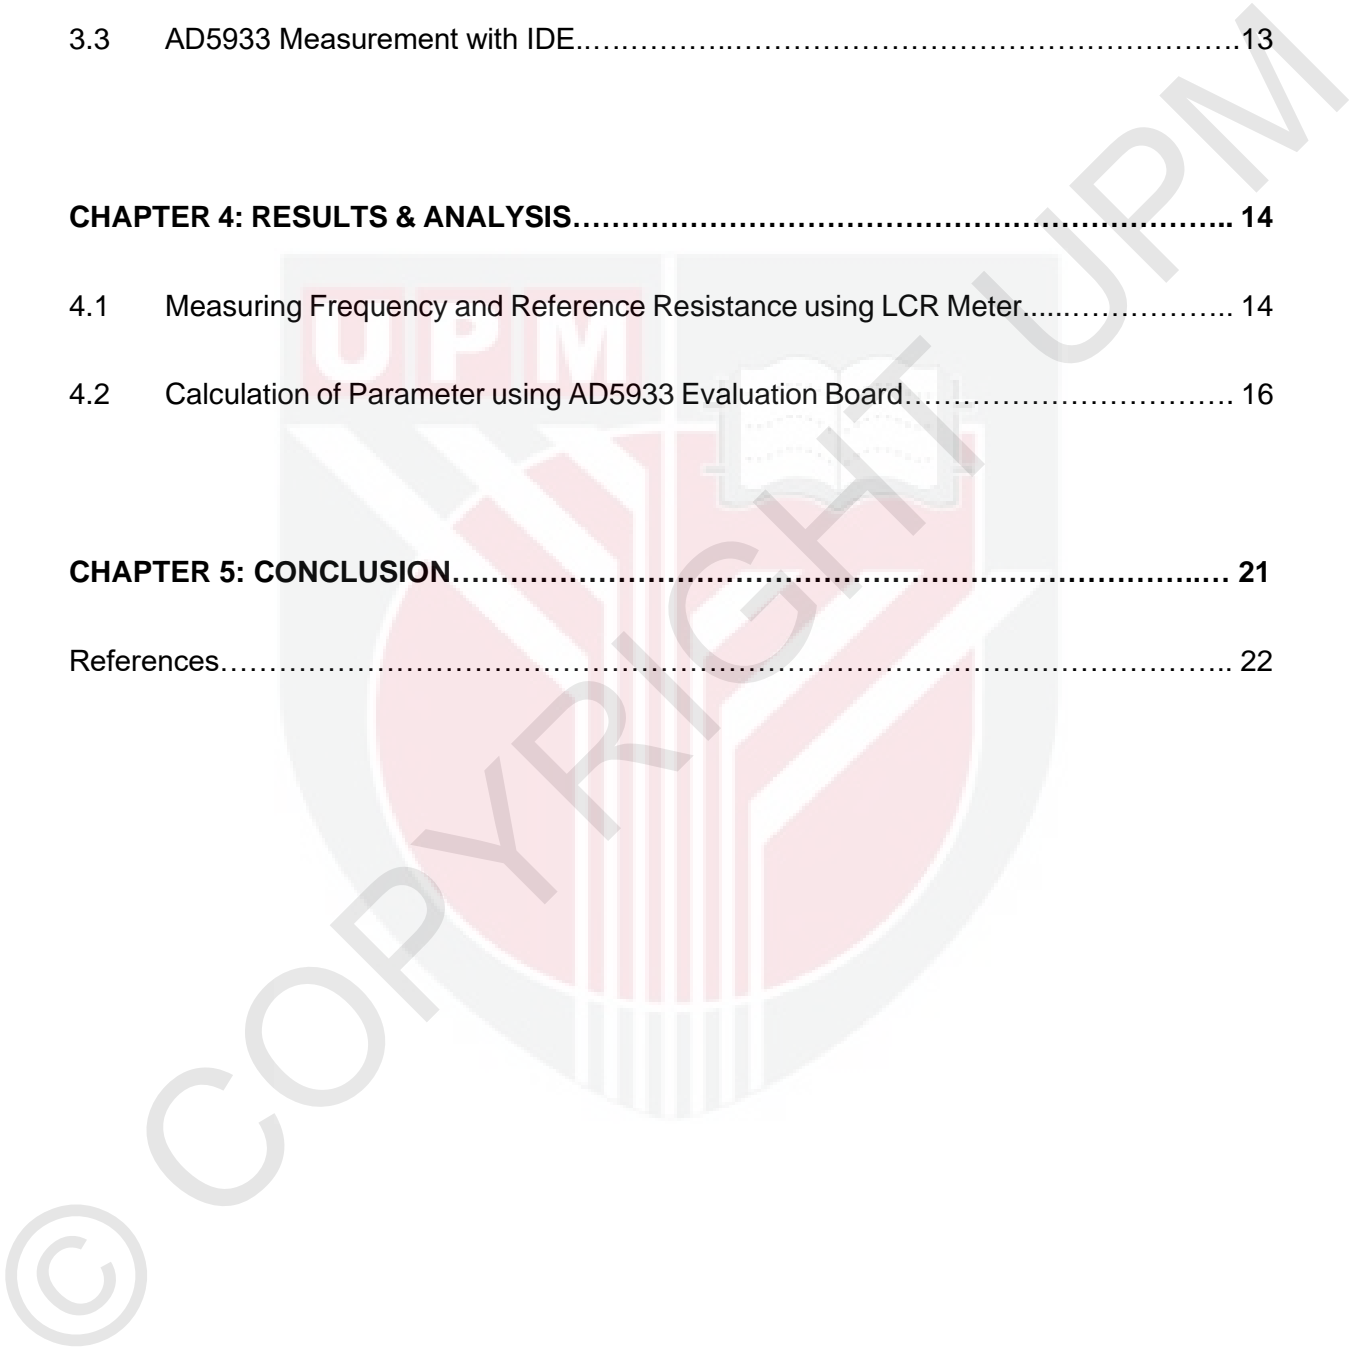 3.3 AD5933 Measurement with IDE..….…………..…………………………………………….13
CHAPTER 4: RESULTS & ANALYSIS………………………………………………………….. 14
4.1 Measuring Frequency and Reference Resistance using LCR Meter......…………….. 14
UPM
4.2 Calculation of Parameter using AD5933 Evaluation Board….………………………. 16
CHAPTER 5: CONCLUSION…………………………………………………………………..… 21
References…………………………………………………………………………………………. 22
© COPYRIGHT UPM